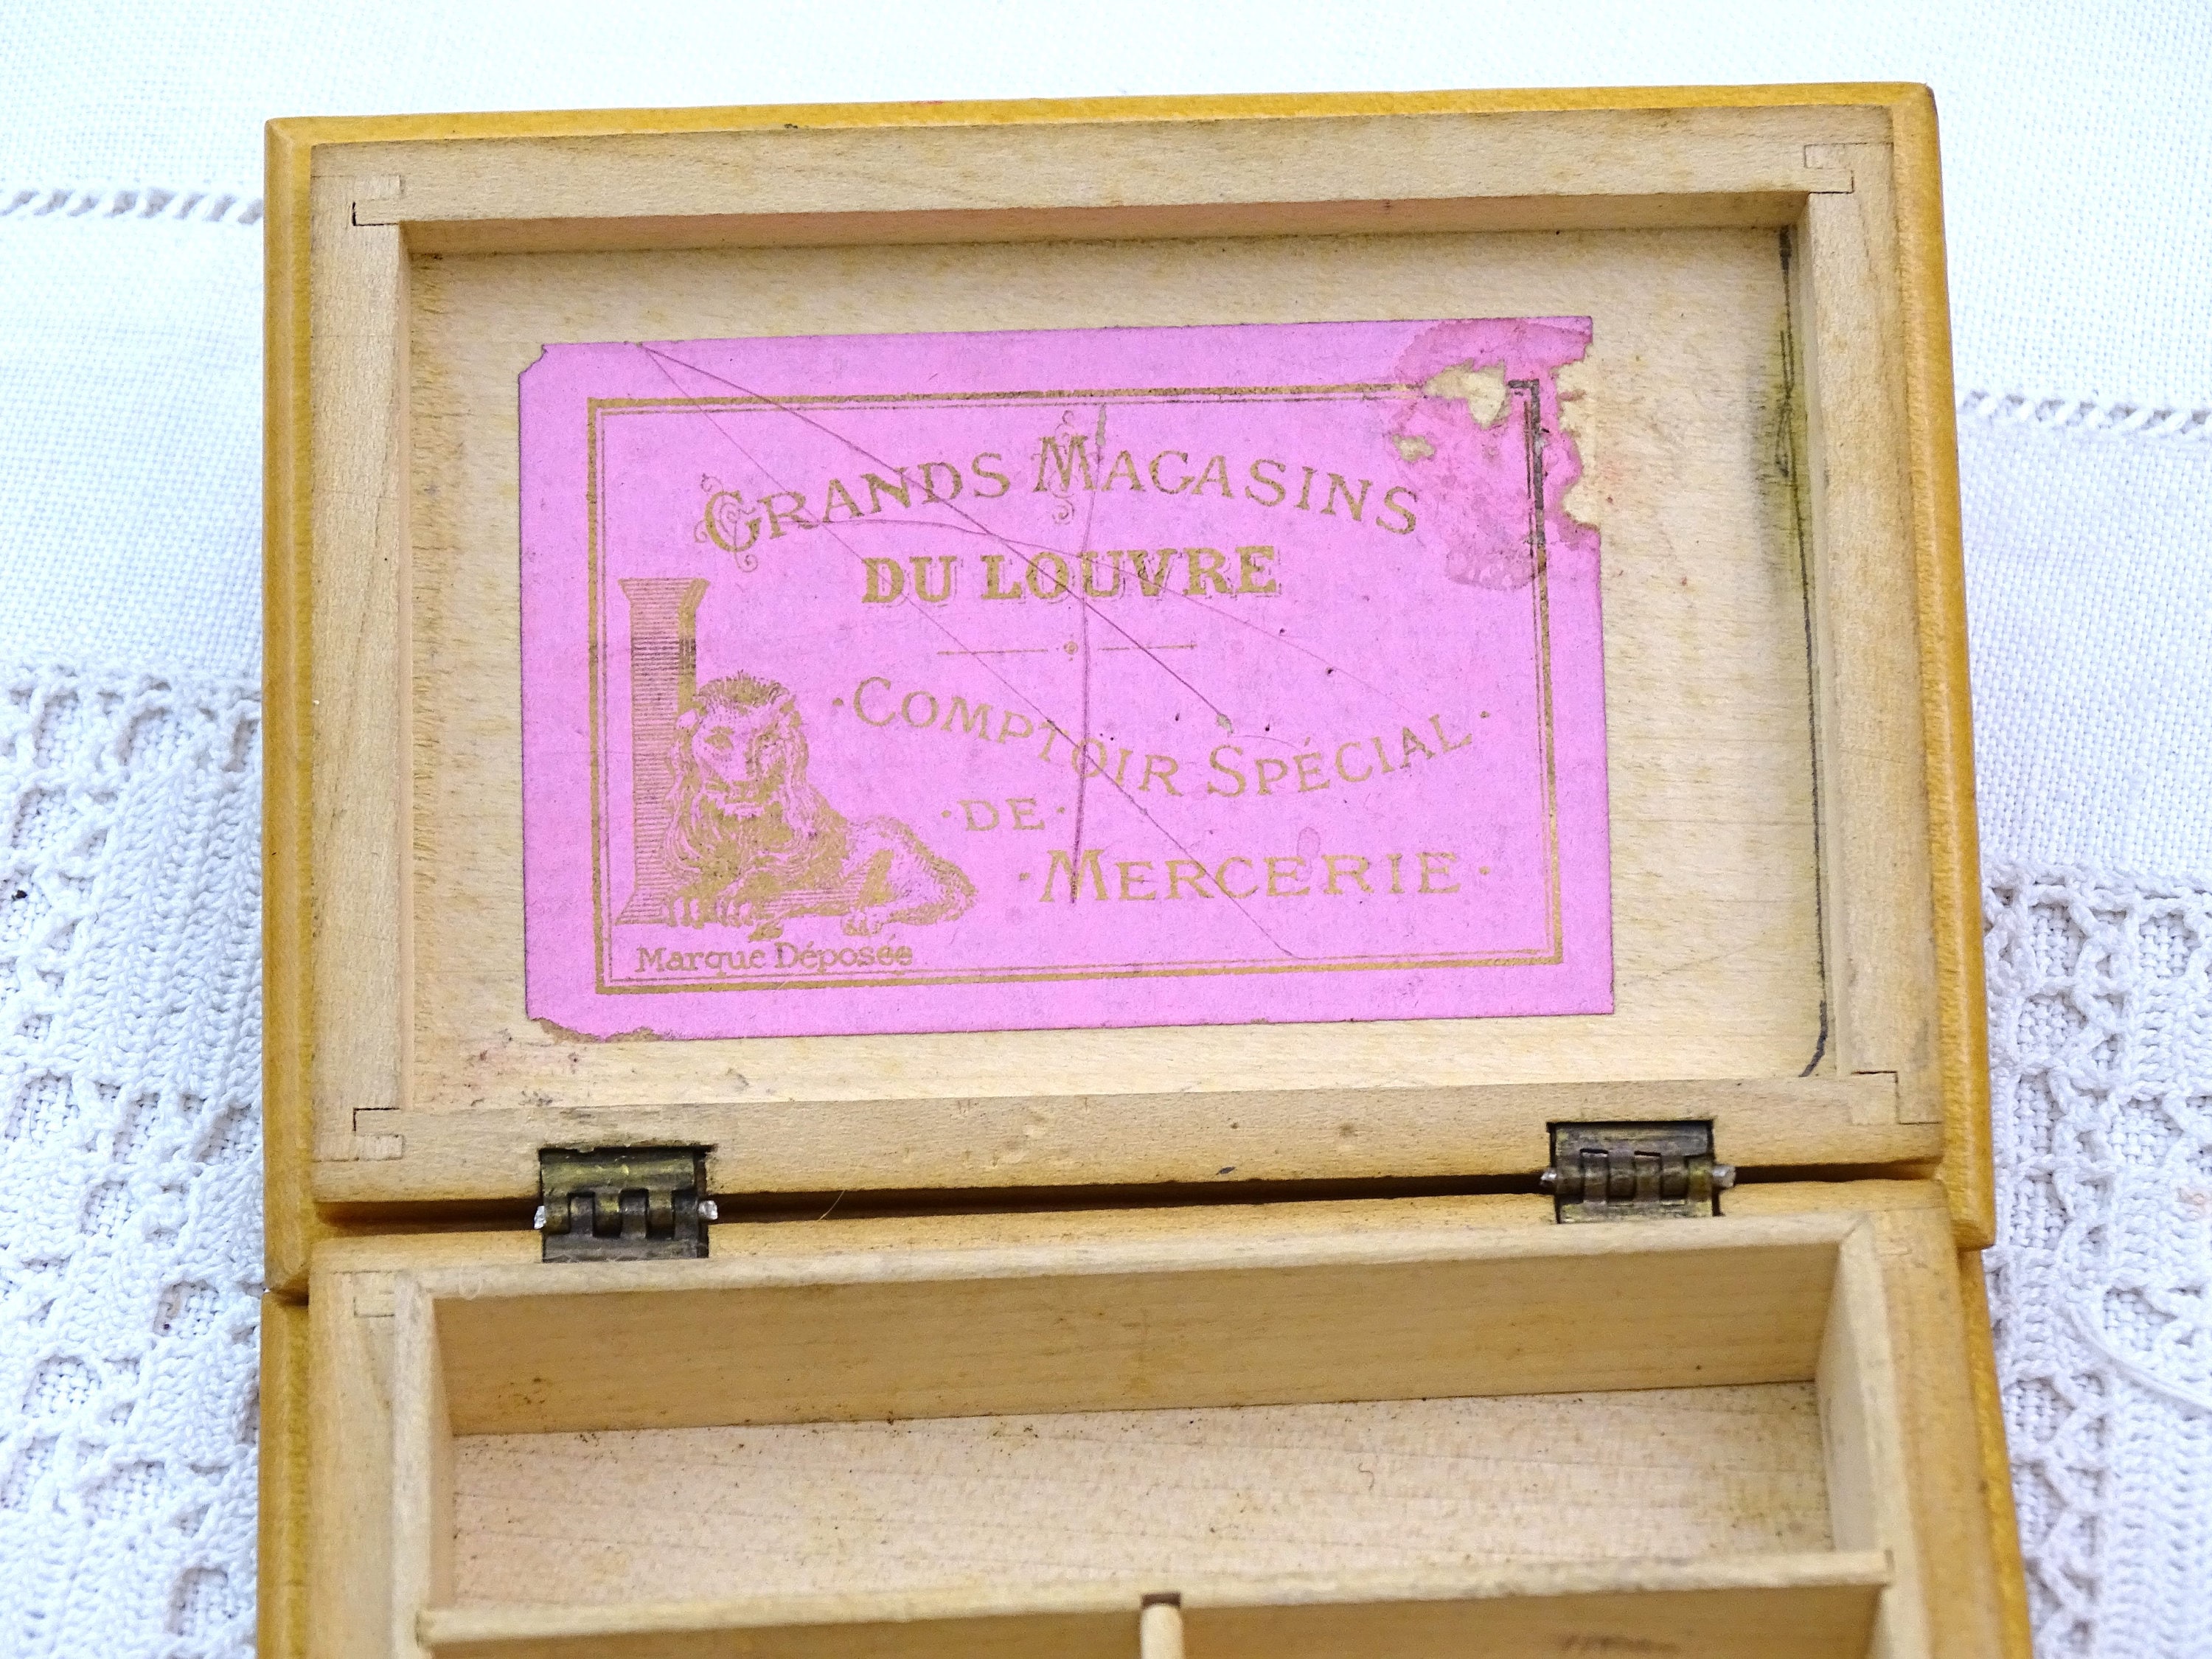 GRANDS MAGASINS
DU LOUVRE
·COMPTOIR SPÉCIAL·
·DE·
·MERCERIE·
Marque Déposée